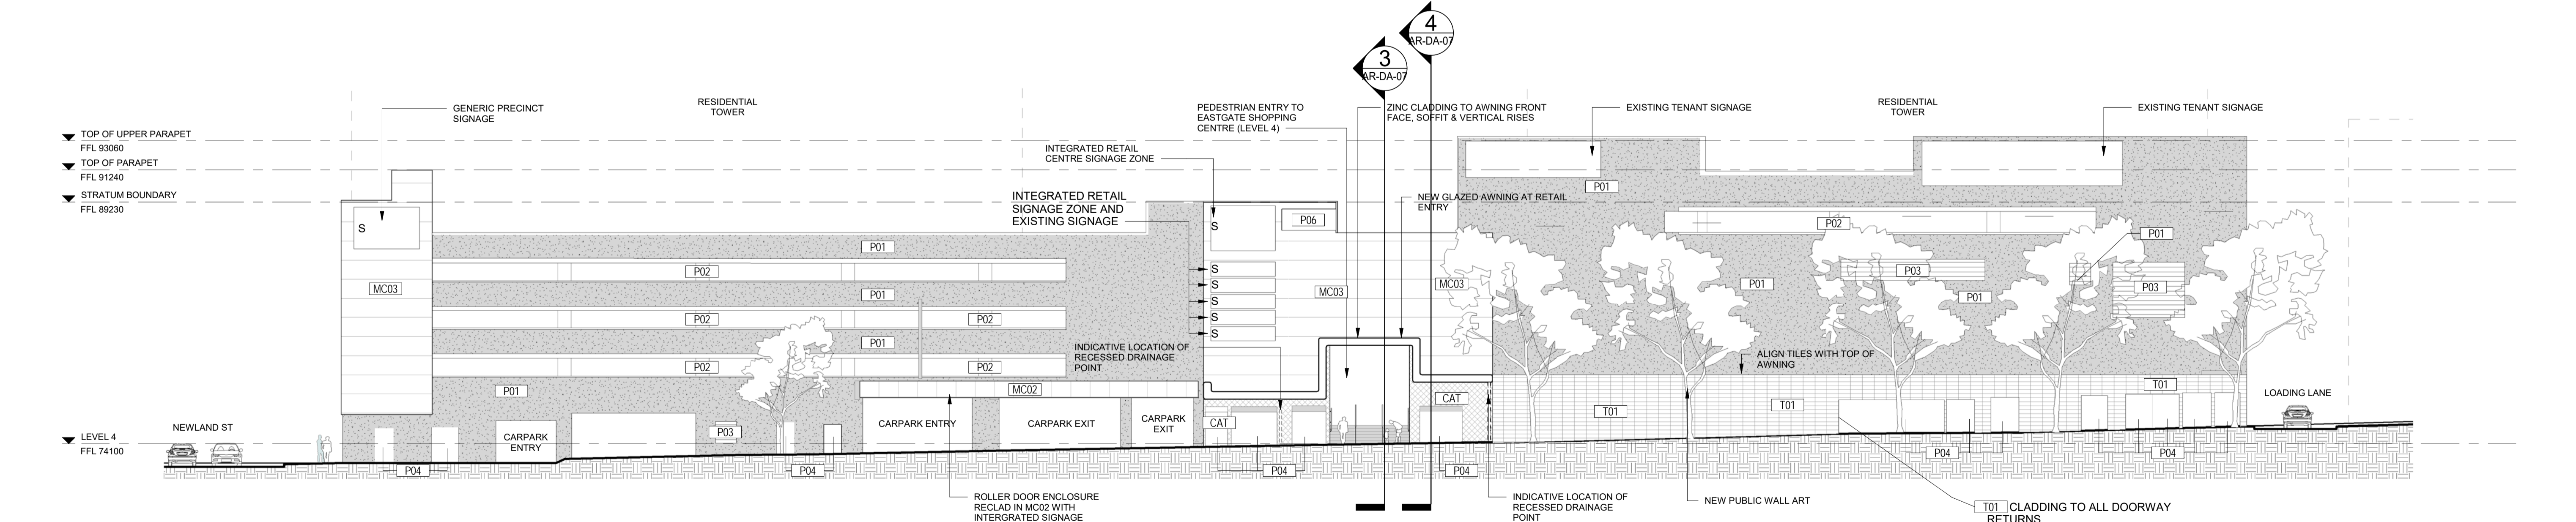 4
AR-DA-07
3
AR-DA-07
GENERIC PRECINCT
SIGNAGE
RESIDENTIAL
TOWER
PEDESTRIAN ENTRY TO
EASTGATE SHOPPING
CENTRE (LEVEL 4)
ZINC CLADDING TO AWNING FRONT
FACE, SOFFIT & VERTICAL RISES
EXISTING TENANT SIGNAGE
RESIDENTIAL
TOWER
EXISTING TENANT SIGNAGE
TOP OF UPPER PARAPET
FFL 93060
TOP OF PARAPET
FFL 91240
STRATUM BOUNDARY
FFL 89230
INTEGRATED RETAIL
CENTRE SIGNAGE ZONE
INTEGRATED RETAIL
SIGNAGE ZONE AND
EXISTING SIGNAGE
NEW GLAZED AWNING AT RETAIL
ENTRY
S
S
P06
P01
P02
P01
P01
P02
P03
P01
P03
P01
P01
MC03
P02
P01
S
S
S
S
S
MC03
MC03
P02
P02
P01
P02
P02
INDICATIVE LOCATION OF
RECESSED DRAINAGE
POINT
ALIGN TILES WITH TOP OF
AWNING
P01
MC02
CAT
T01
T01
T01
LOADING LANE
NEWLAND ST
P03
CARPARK
ENTRY
CARPARK ENTRY
CARPARK EXIT
CARPARK
EXIT
CAT
LEVEL 4
FFL 74100
P04
P04
P04
P04
P04
P04
ROLLER DOOR ENCLOSURE
RECLAD IN MC02 WITH
INTERGRATED SIGNAGE
INDICATIVE LOCATION OF
RECESSED DRAINAGE
POINT
NEW PUBLIC WALL ART
T01 CLADDING TO ALL DOORWAY
RETURNS